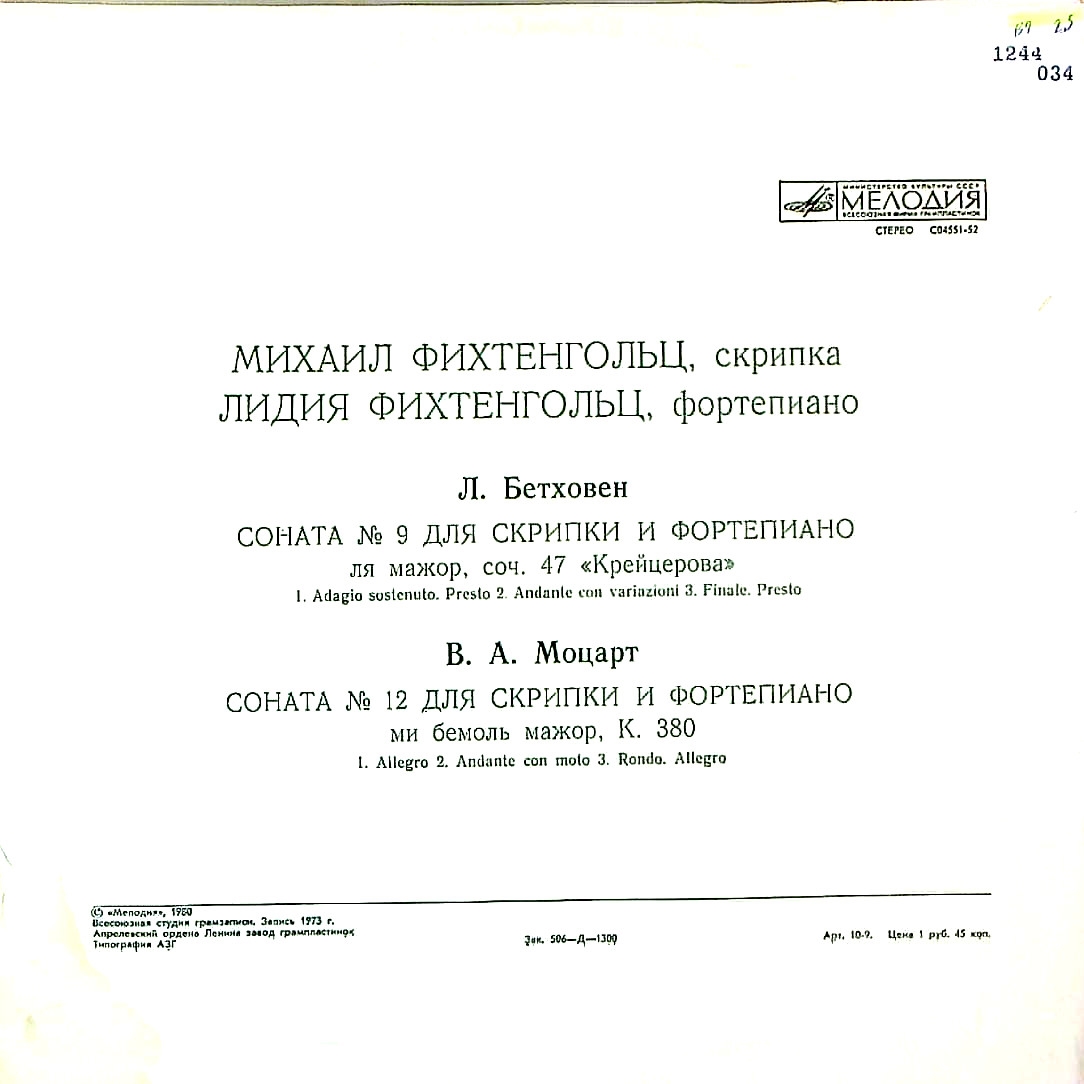 1244
034
МИНИСТЕРСТВО КУЛЬТУРЫ СССР
МЕЛОДИЯ
ВСЕСОЮЗНАЯ ФИРМА ГРАМПЛАСТИНОК
СТЕРЕО С04551-52
МИХАИЛ ФИХТЕНГОЛЬЦ, скрипка
ЛИДИЯ ФИХТЕНГОЛЬЦ, фортепиано
Л. Бетховен
СОНАТА № 9 ДЛЯ СКРИПКИ И ФОРТЕПИАНО
ля мажор, соч. 47 «Крейцерова»
1. Adagio sostenuto. Presto 2. Andante con variazioni 3. Finale. Presto
В. А. Моцарт
СОНАТА № 12 ДЛЯ СКРИПКИ И ФОРТЕПИАНО
ми бемоль мажор, К. 380
1. Allegro 2. Andante con moto 3. Rondo. Allegro
© «Мелодия», 1980
Всесоюзная студия грамзаписи. Запись 1973 г.
Апрелевский ордена Ленина завод грампластинок
Типография АЗГ
Зак. 506—Д—1300
Арт. 10-9. Цена 1 руб. 45 коп.